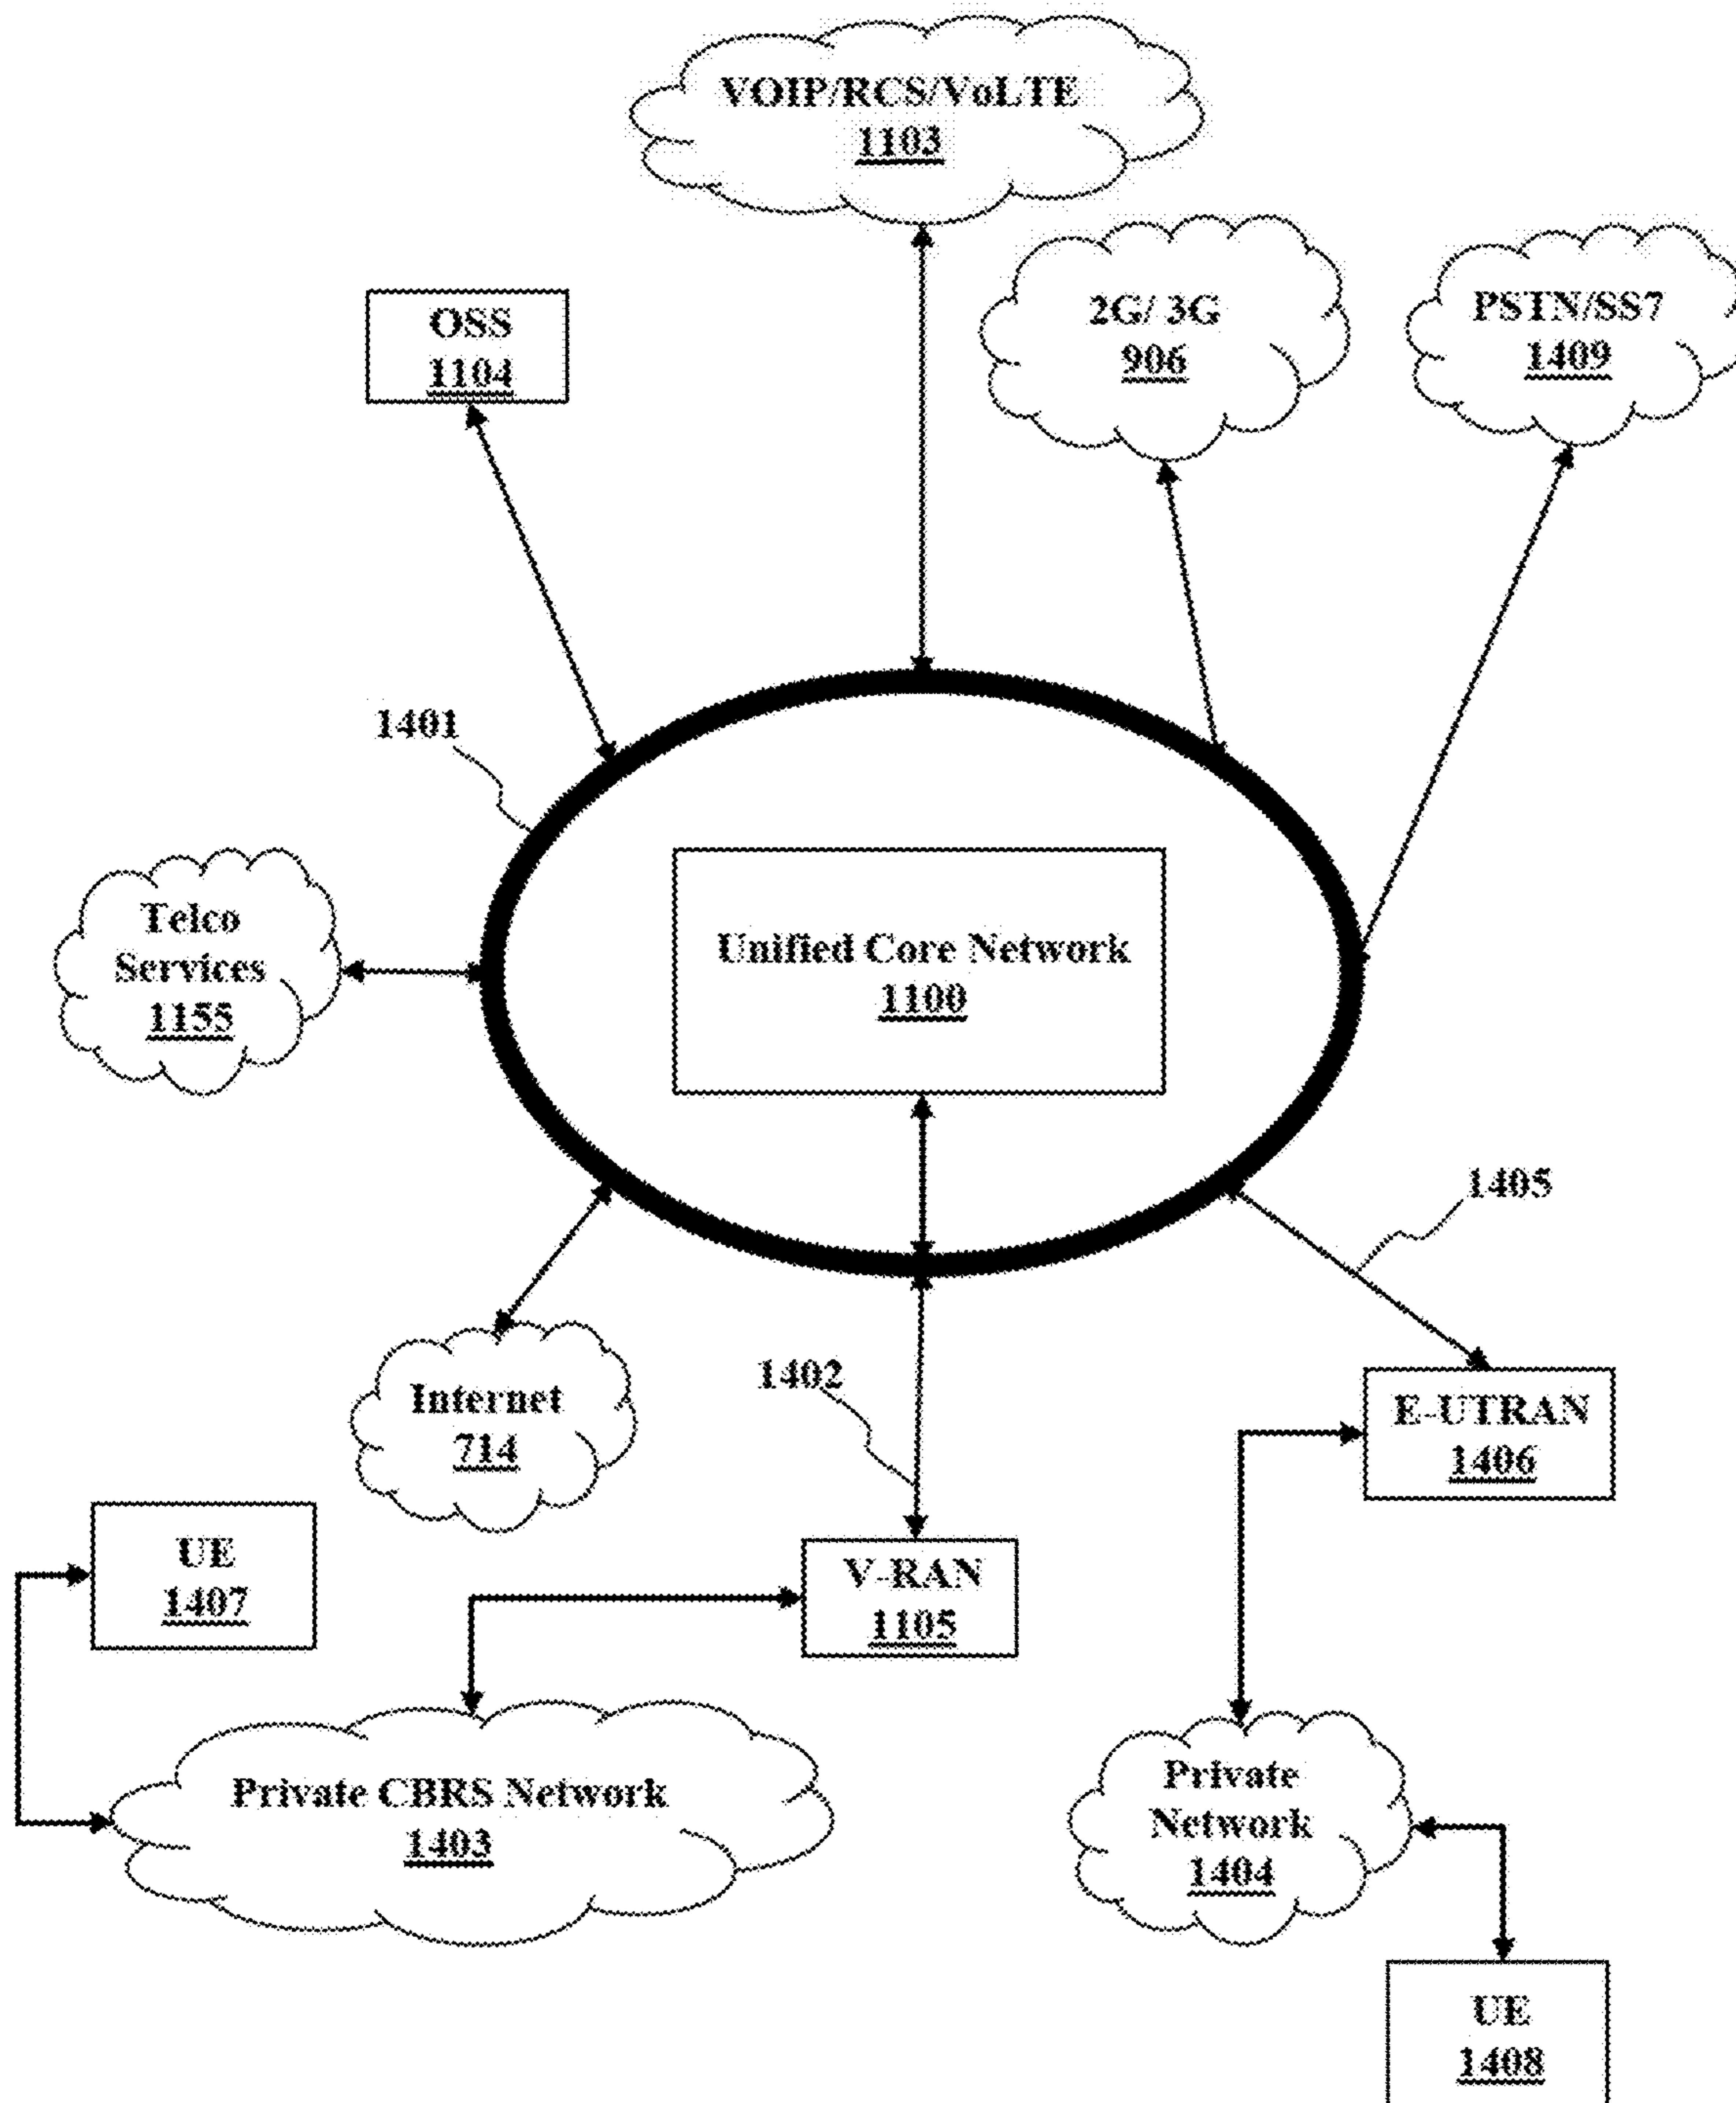 VOIP/RCS/VoLTE
1103
OSS
1104
2G/ 3G
906
PSTN/SS7
1409
1401
Telco
Services
1155
Unified Core Network
1100
1405
Internet
714
1402
E-UTRAN
1406
UE
1407
V-RAN
1105
Private CBRS Network
1403
Private
Network
1404
UE
1408